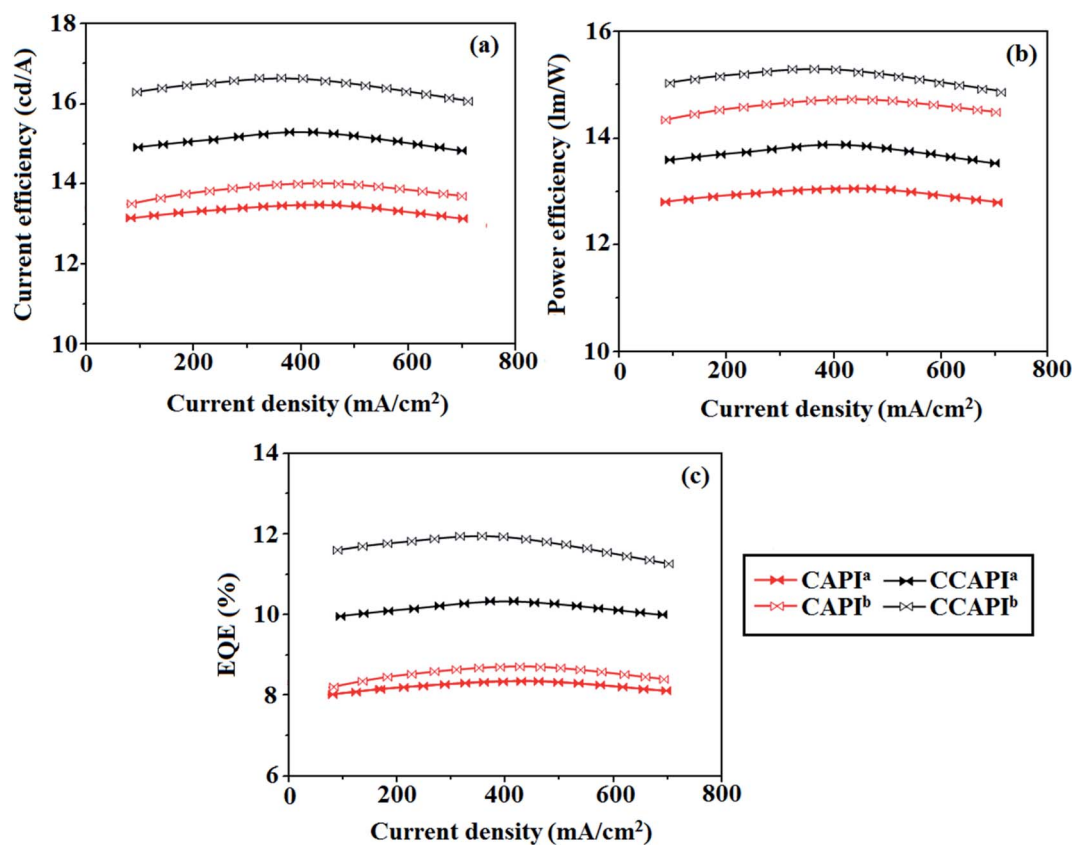 (a)
Current efficiency (cd/A)
18
16
14
12
10
0 200 400 600 800
Current density (mA/cm²)
(b)
Power efficiency (lm/W)
16
14
12
10
0 200 400 600 800
Current density (mA/cm²)
(c)
EQE (%)
14
12
10
8
6
0 200 400 600 800
Current density (mA/cm²)
CAPIᵃ CCAPIᵃ
CAPIᵇ CCAPIᵇ